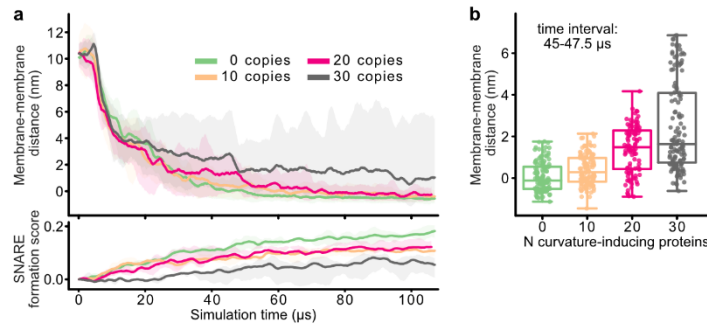 a
Membrane-membrane
distance (nm)
12
10
8
6
4
2
0
0 copies
10 copies
20 copies
30 copies
SNARE
formation score
0.2
0.0
0 20 40 60 80 100
Simulation time (µs)
b
time interval:
45-47.5 µs
Membrane-membrane
distance (nm)
6
4
2
0
0 10 20 30
N curvature-inducing proteins